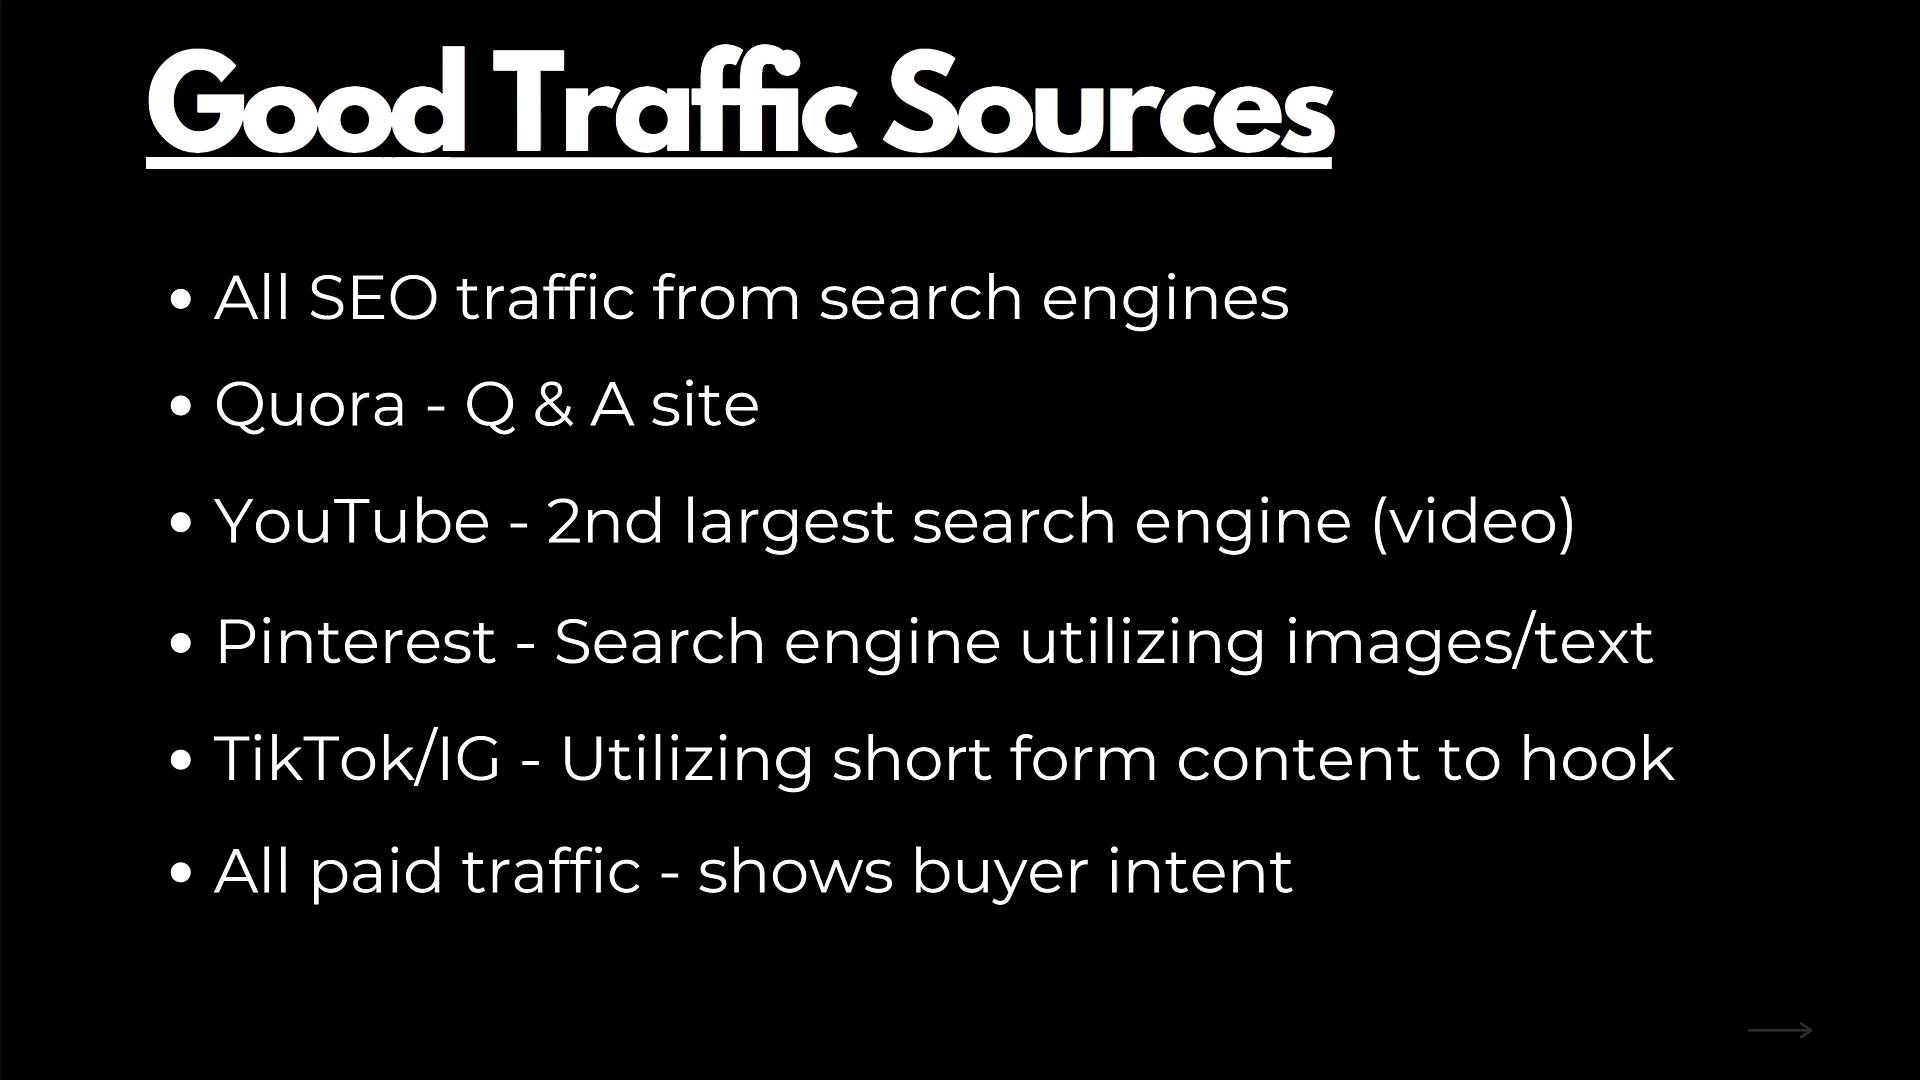 Good Traffic Sources
• All SEO traffic from search engines
• Quora - Q & A site
• YouTube - 2nd largest search engine (video)
• Pinterest - Search engine utilizing images/text
• TikTok/IG - Utilizing short form content to hook
• All paid traffic - shows buyer intent